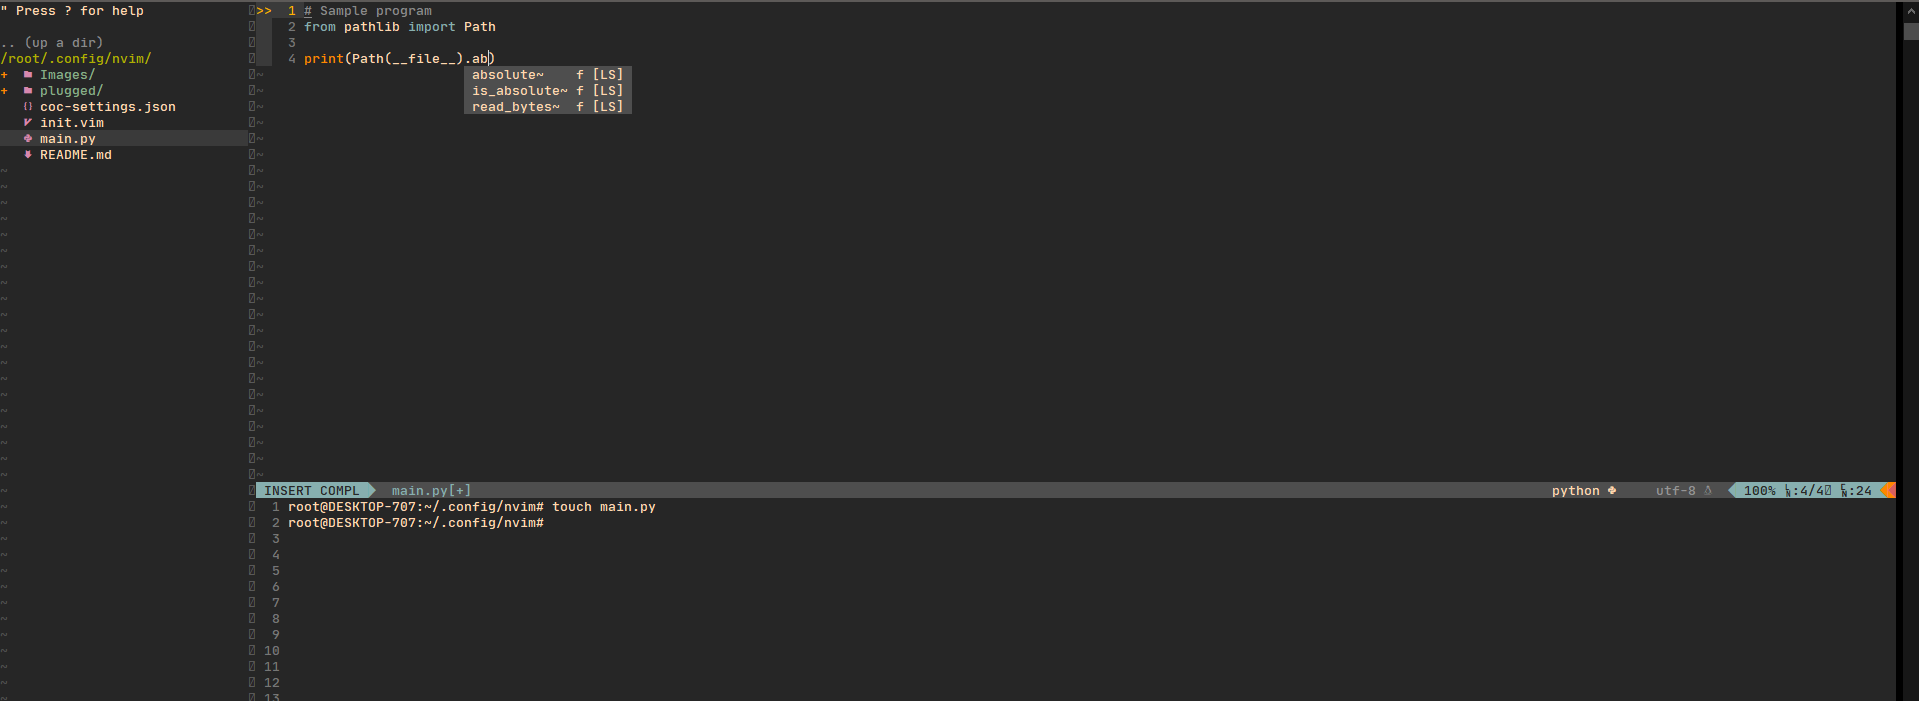 " Press ? for help
.. (up a dir)
/root/.config/nvim/
+ Images/
+ plugged/
{} coc-settings.json
init.vim
main.py
README.md
>> 1 # Sample program
2 from pathlib import Path
3
4 print(Path(__file__).ab)
absolute~ f [LS]
is_absolute~ f [LS]
read_bytes~ f [LS]
INSERT COMPL main.py[+] python utf-8 100% LN:4/4 EN:24
1 root@DESKTOP-707:~/.config/nvim# touch main.py
2 root@DESKTOP-707:~/.config/nvim#
3
4
5
6
7
8
9
10
11
12
13